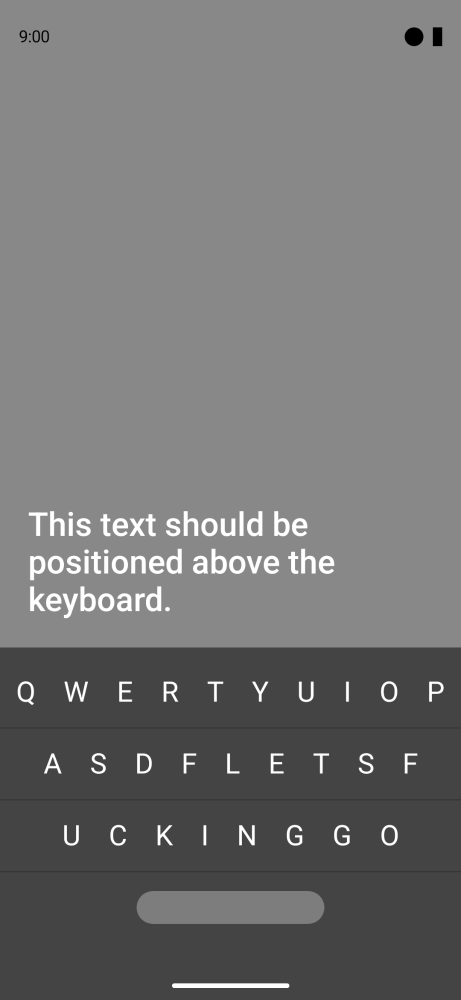 9:00
This text should be
positioned above the
keyboard.
Q W E R T Y U I O P
A S D F L E T S F
U C K I N G G O